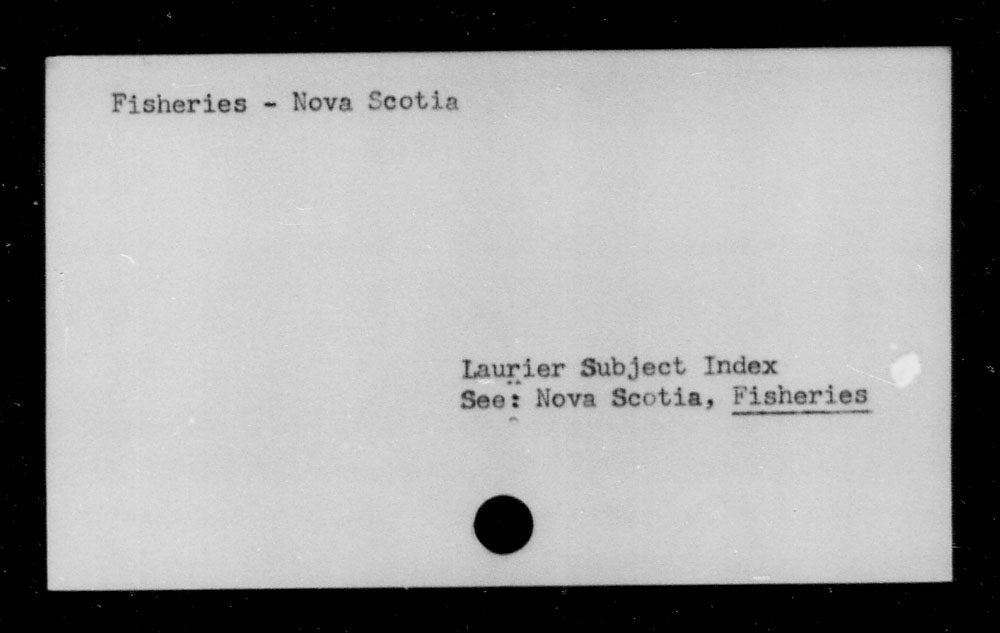 Fisheries - Nova Scotia
Laurier Subject Index
See: Nova Scotia, Fisheries